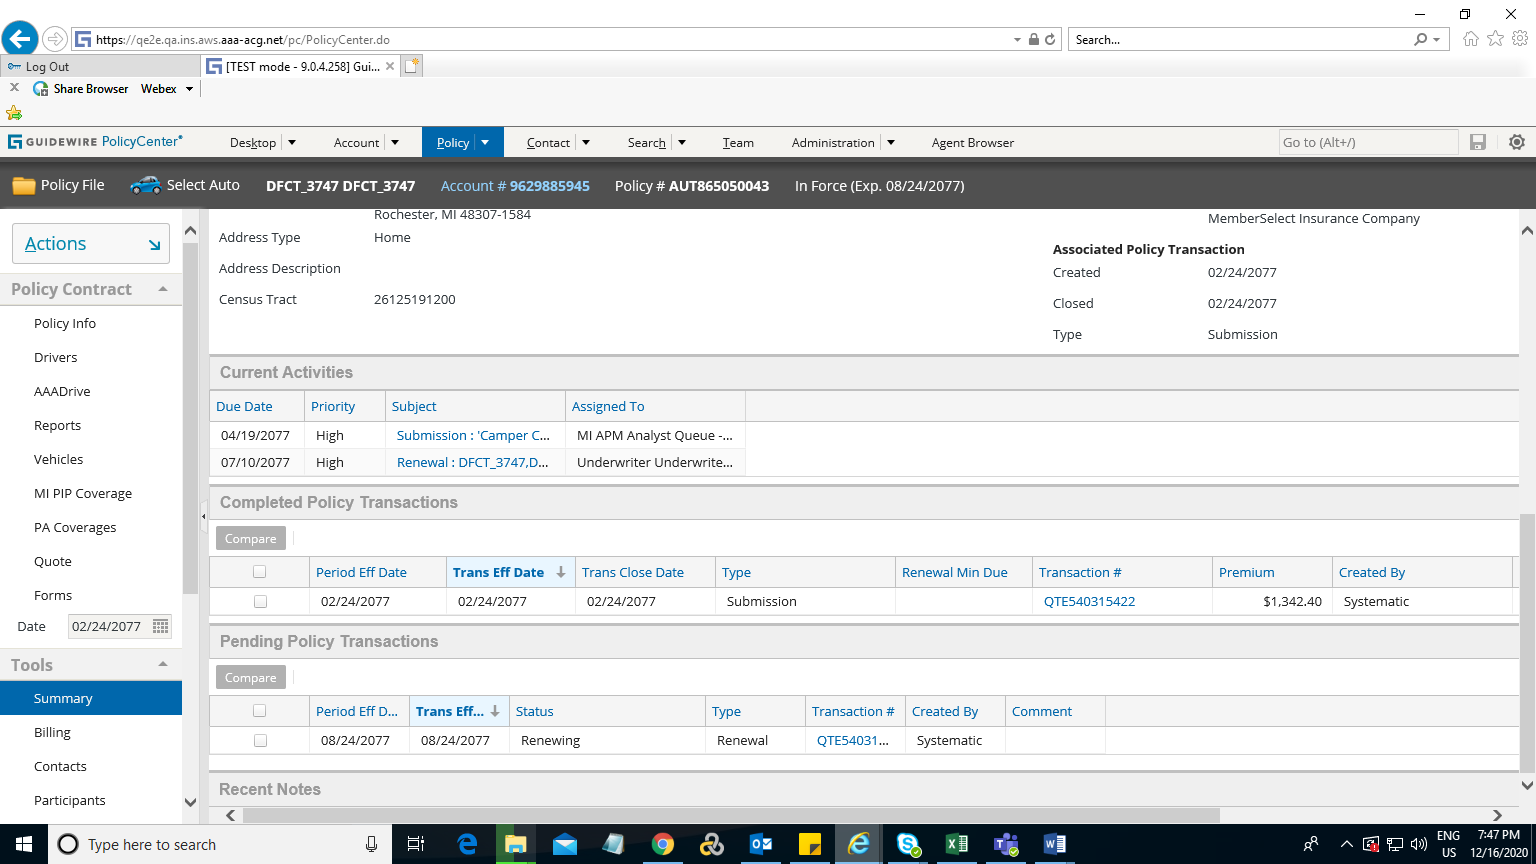 https://qe2e.qa.ins.aws.aaa-acg.net/pc/PolicyCenter.do
Search...
Log Out
[TEST mode - 9.0.4.258] Gui...
Share Browser Webex
GUIDEWIRE PolicyCenter®
Desktop Account Policy Contact Search Team Administration Agent Browser
Go to (Alt+/)
Policy File Select Auto DFCT_3747 DFCT_3747 Account # 9629885945 Policy # AUT865050043 In Force (Exp. 08/24/2077)
Actions
Policy Contract
Policy Info
Drivers
AAADrive
Reports
Vehicles
MI PIP Coverage
PA Coverages
Quote
Forms
Date 02/24/2077
Tools
Summary
Billing
Contacts
Participants
Rochester, MI 48307-1584
Address Type Home
Address Description
Census Tract 26125191200
MemberSelect Insurance Company
Associated Policy Transaction
Created 02/24/2077
Closed 02/24/2077
Type Submission
Current Activities
Due Date Priority Subject Assigned To
04/19/2077 High Submission : 'Camper C... MI APM Analyst Queue -...
07/10/2077 High Renewal : DFCT_3747,D... Underwriter Underwrite...
Completed Policy Transactions
Compare
Period Eff Date Trans Eff Date Trans Close Date Type Renewal Min Due Transaction # Premium Created By
02/24/2077 02/24/2077 02/24/2077 Submission QTE540315422 $1,342.40 Systematic
Pending Policy Transactions
Compare
Period Eff D... Trans Eff... Status Type Transaction # Created By Comment
08/24/2077 08/24/2077 Renewing Renewal QTE54031... Systematic
Recent Notes
Type here to search
ENG
US
7:47 PM
12/16/2020